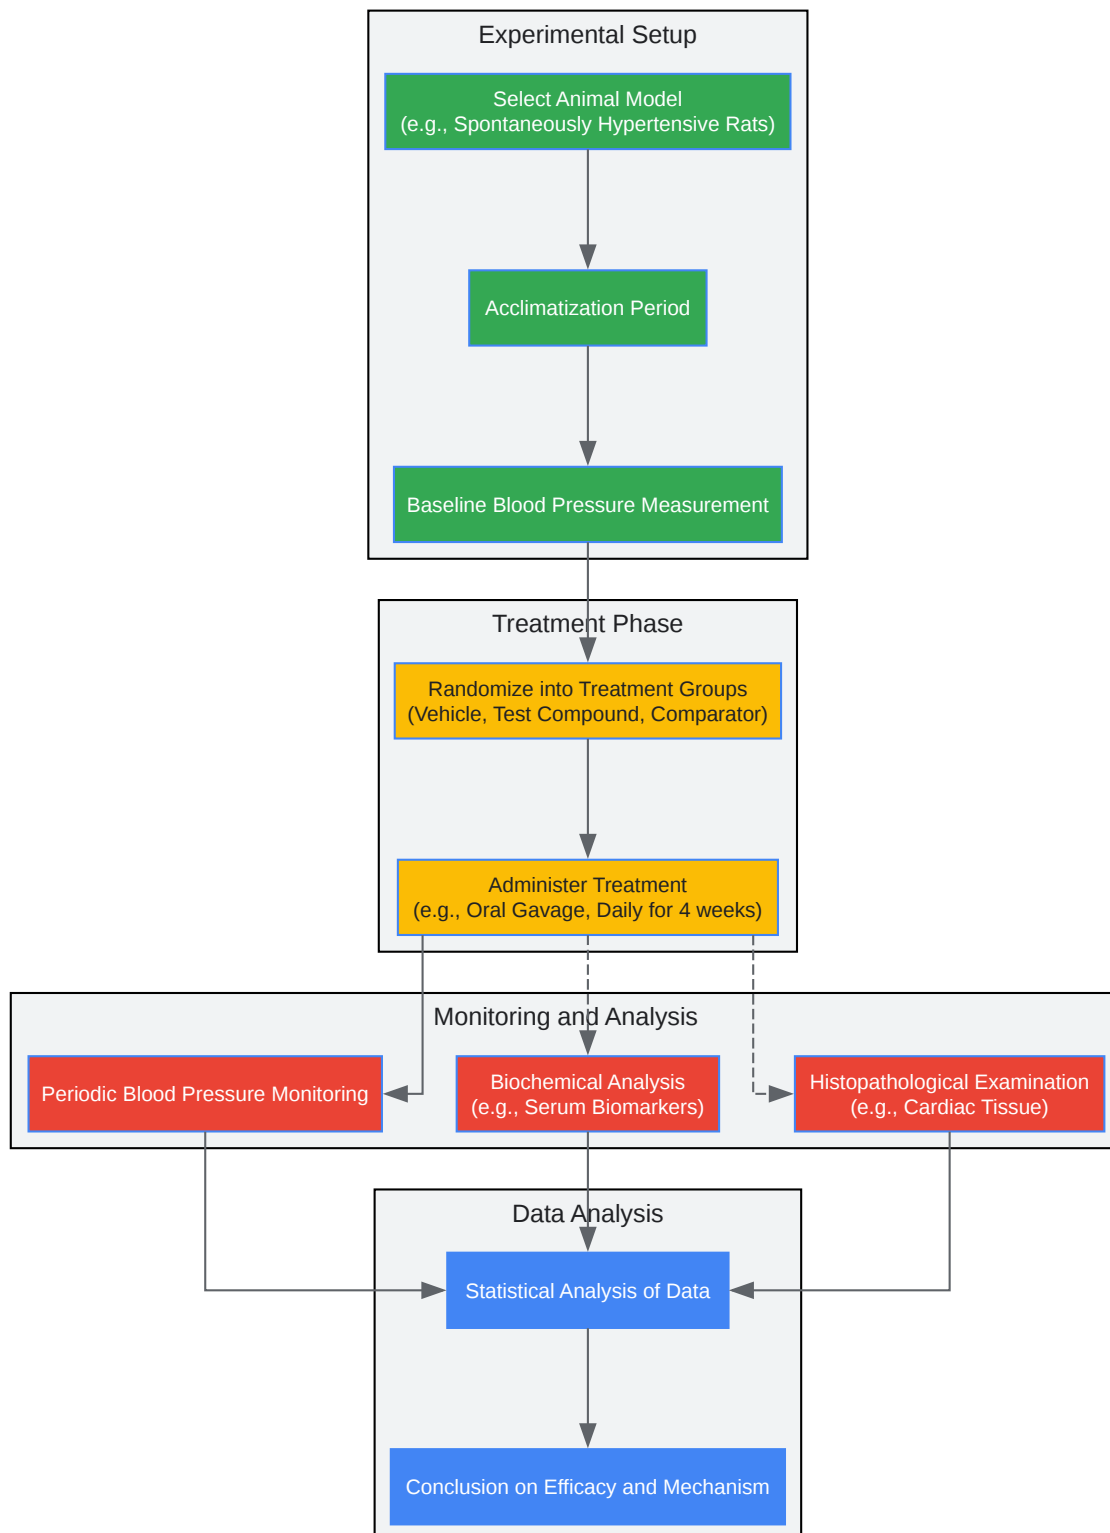 Experimental Setup
Select Animal Model
(e.g., Spontaneously Hypertensive Rats)
Acclimatization Period
Baseline Blood Pressure Measurement
Treatment Phase
Randomize into Treatment Groups
(Vehicle, Test Compound, Comparator)
Administer Treatment
(e.g., Oral Gavage, Daily for 4 weeks)
Monitoring and Analysis
Periodic Blood Pressure Monitoring
Biochemical Analysis
(e.g., Serum Biomarkers)
Histopathological Examination
(e.g., Cardiac Tissue)
Data Analysis
Statistical Analysis of Data
Conclusion on Efficacy and Mechanism